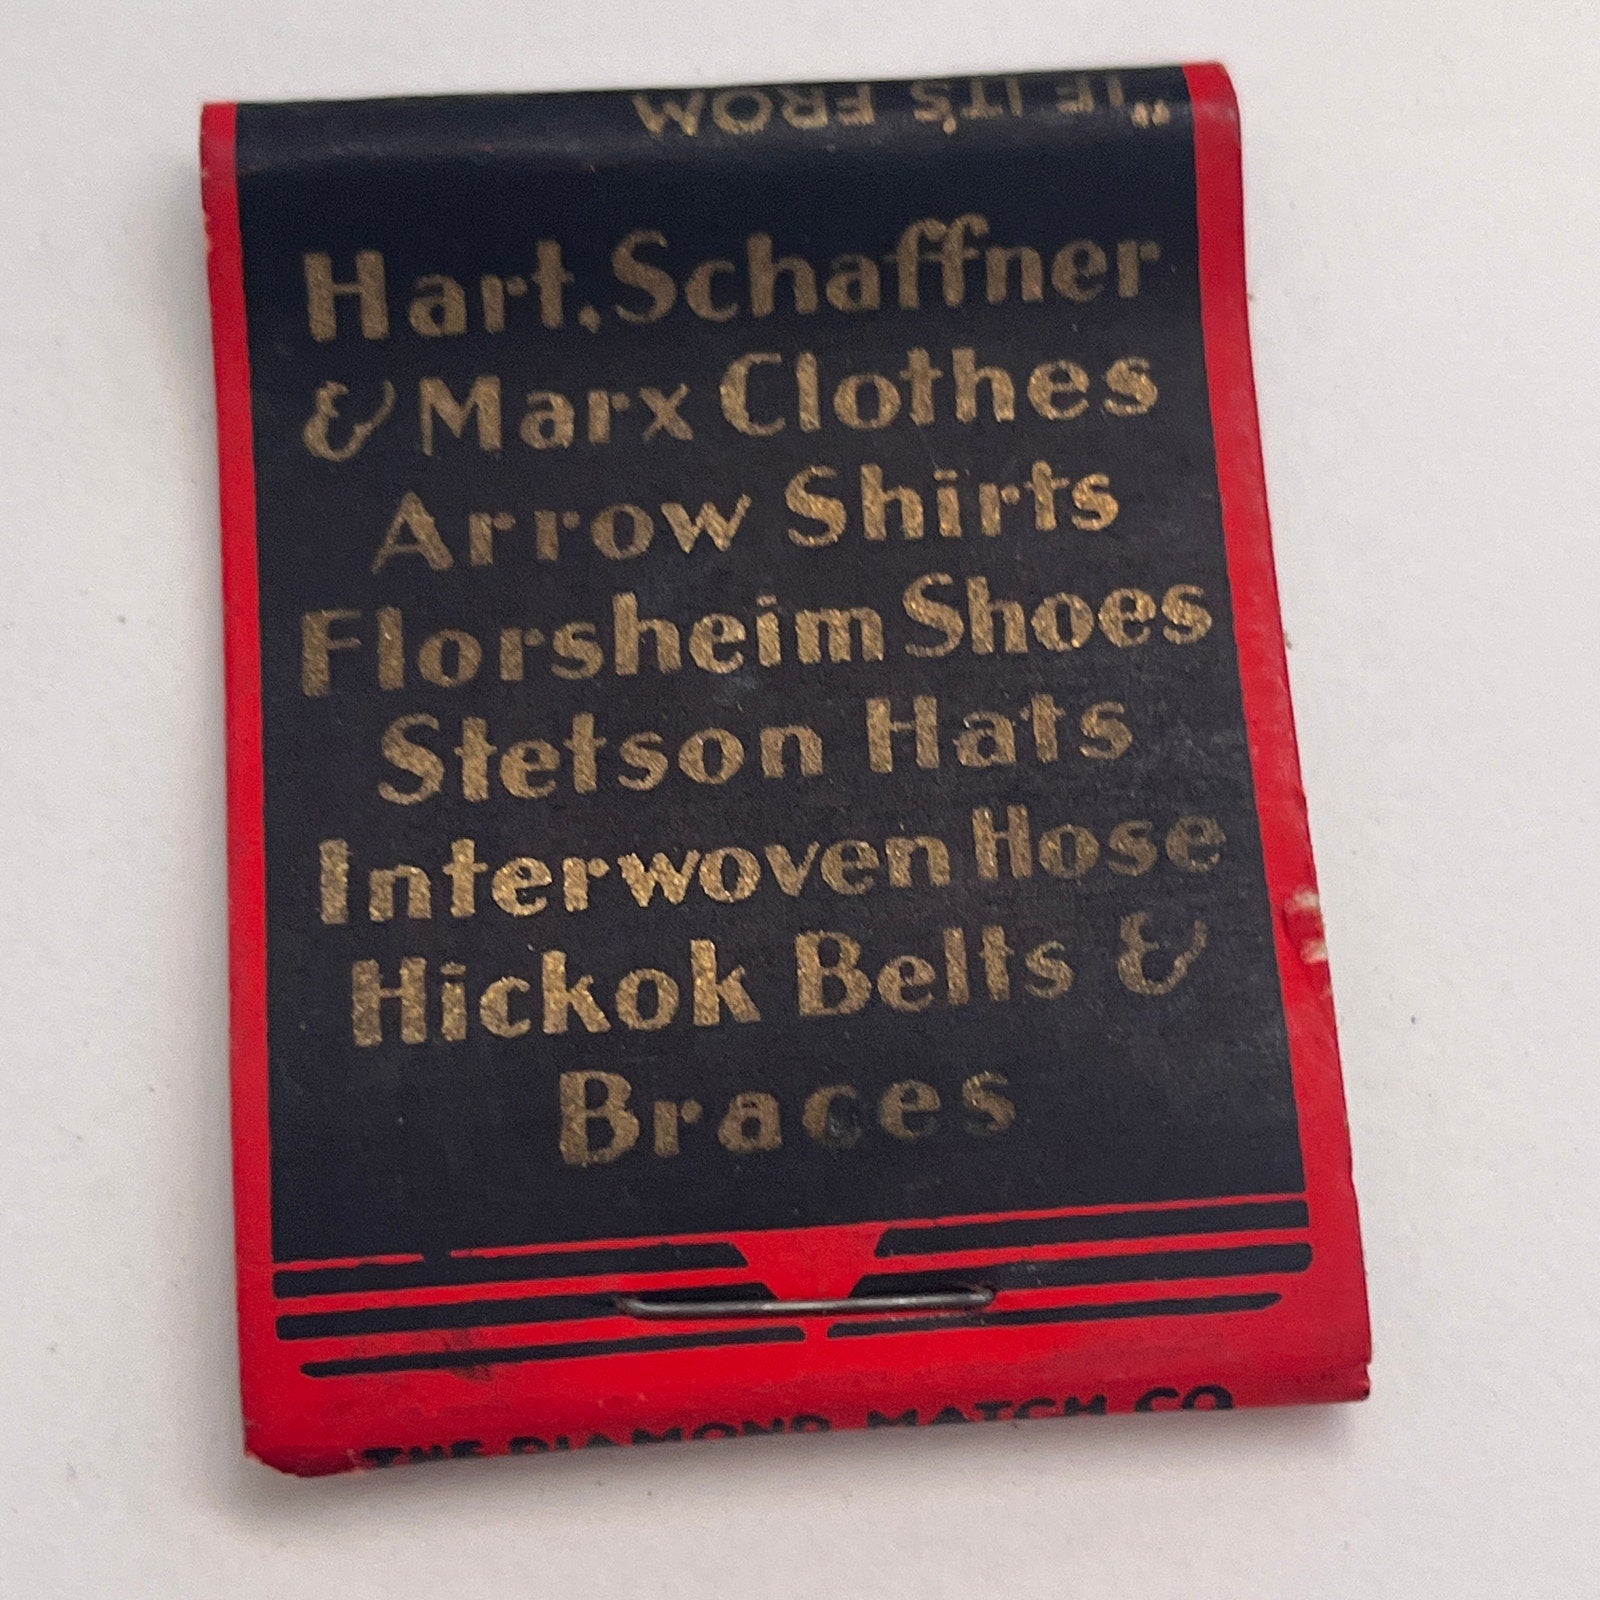 "IF IT'S FROM
Hart, Schaffner
& Marx Clothes
Arrow Shirts
Florsheim Shoes
Stetson Hats
Interwoven Hose
Hickok Belts &
Braces
THE DIAMOND MATCH CO